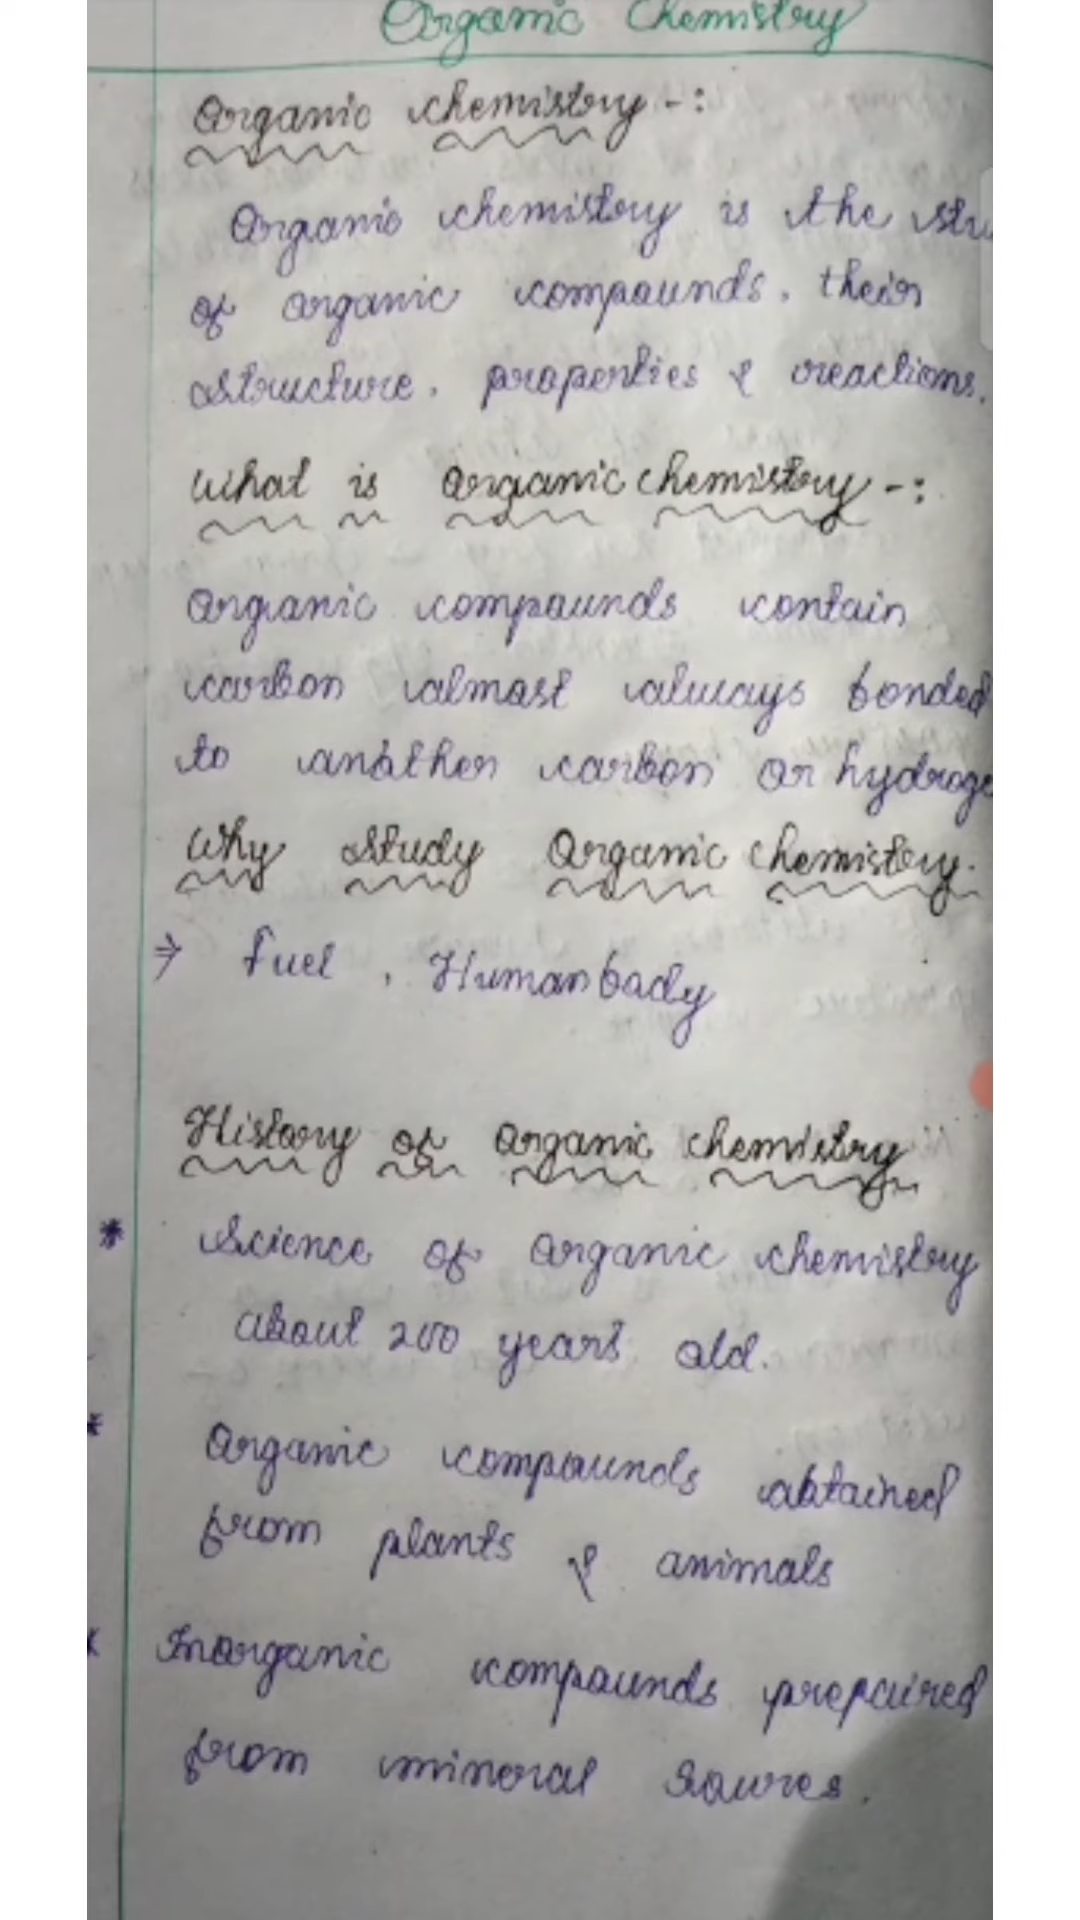 Organic Chemistry
Organic chemistry -:
Organic chemistry is the stu
of organic compounds, their
structure, properties & reactions.
What is Organic chemistry -:
Organic compounds contain
carbon almost always bonded
to another carbon or hydroge
Why study Organic chemistry.
⇒ Fuel , Human body
History of organic chemistry
* Science of organic chemistry
about 200 years old.
* Organic compounds obtained
from plants & animals
* Inorganic compounds prepaired
from mineral Sources.